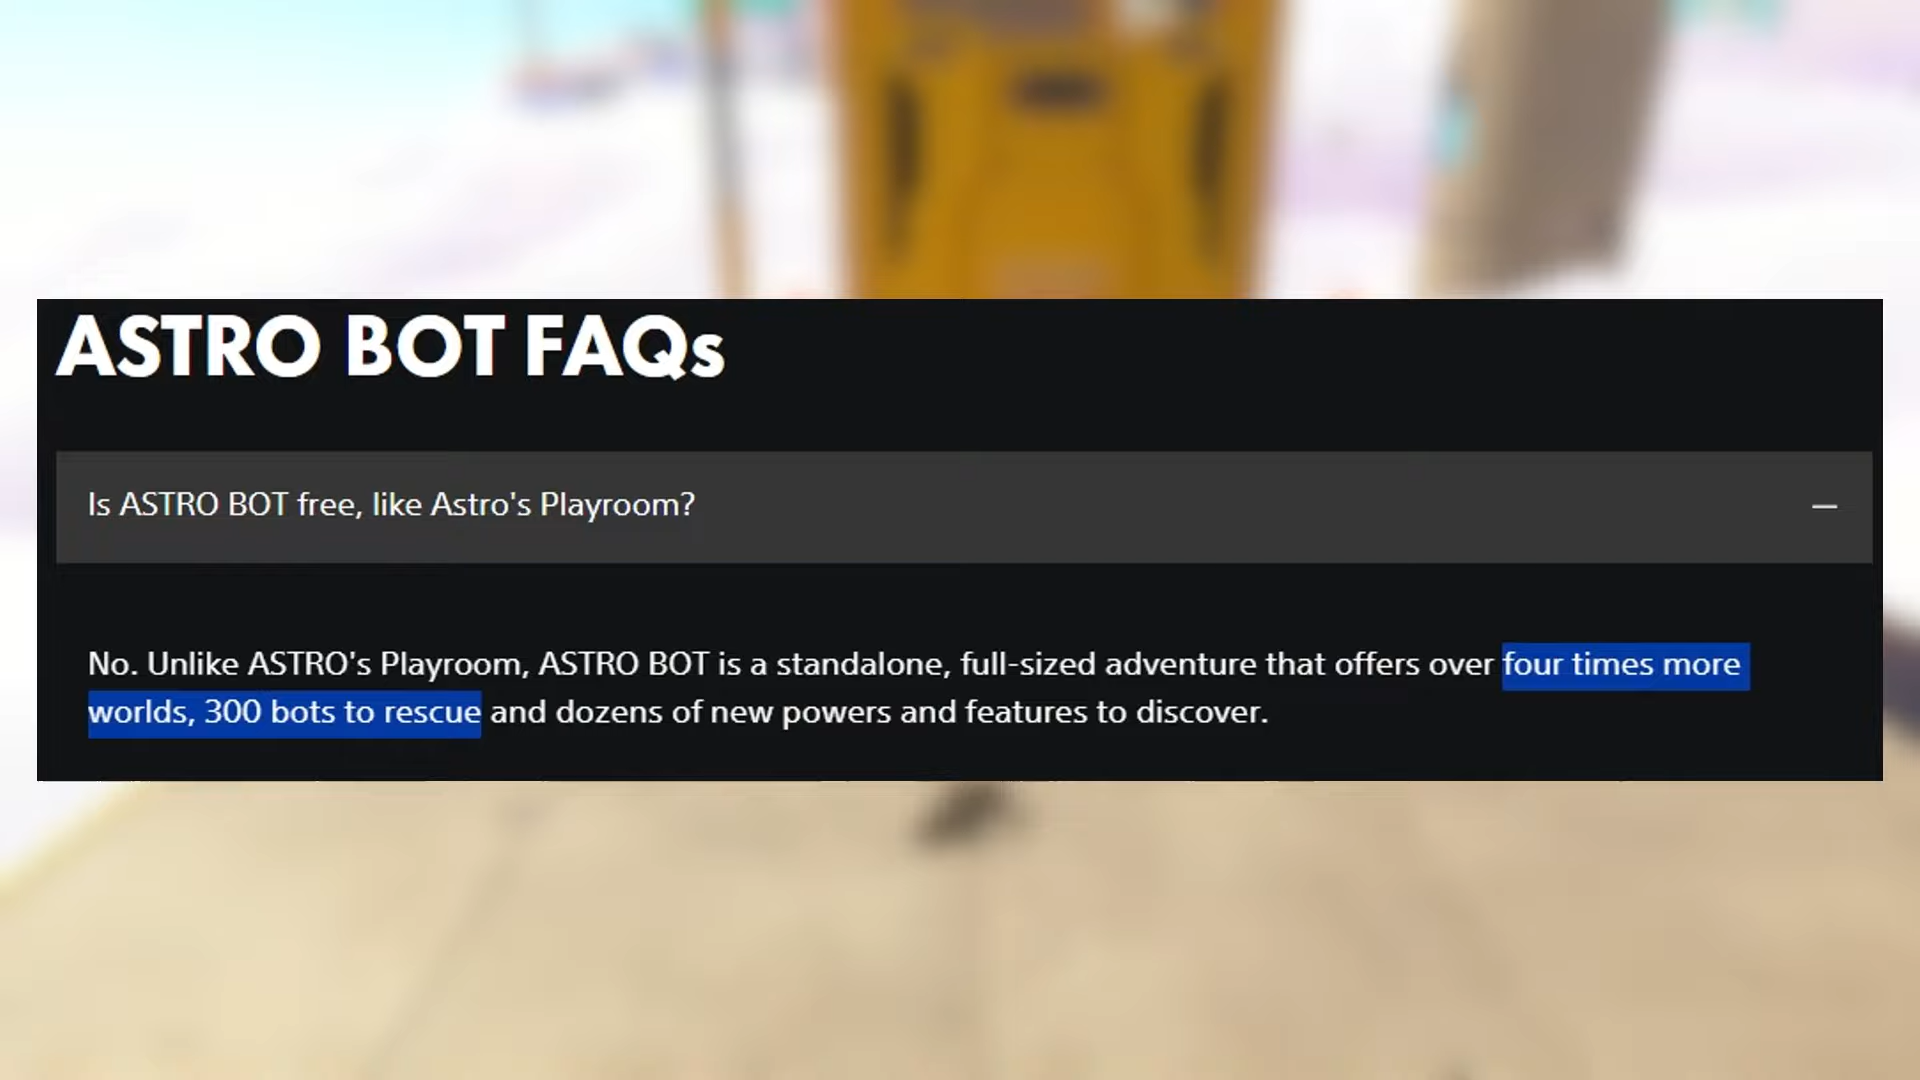 ASTRO BOT FAQs
Is ASTRO BOT free, like Astro's Playroom?
No. Unlike ASTRO's Playroom, ASTRO BOT is a standalone, full-sized adventure that offers over four times more
worlds, 300 bots to rescue and dozens of new powers and features to discover.